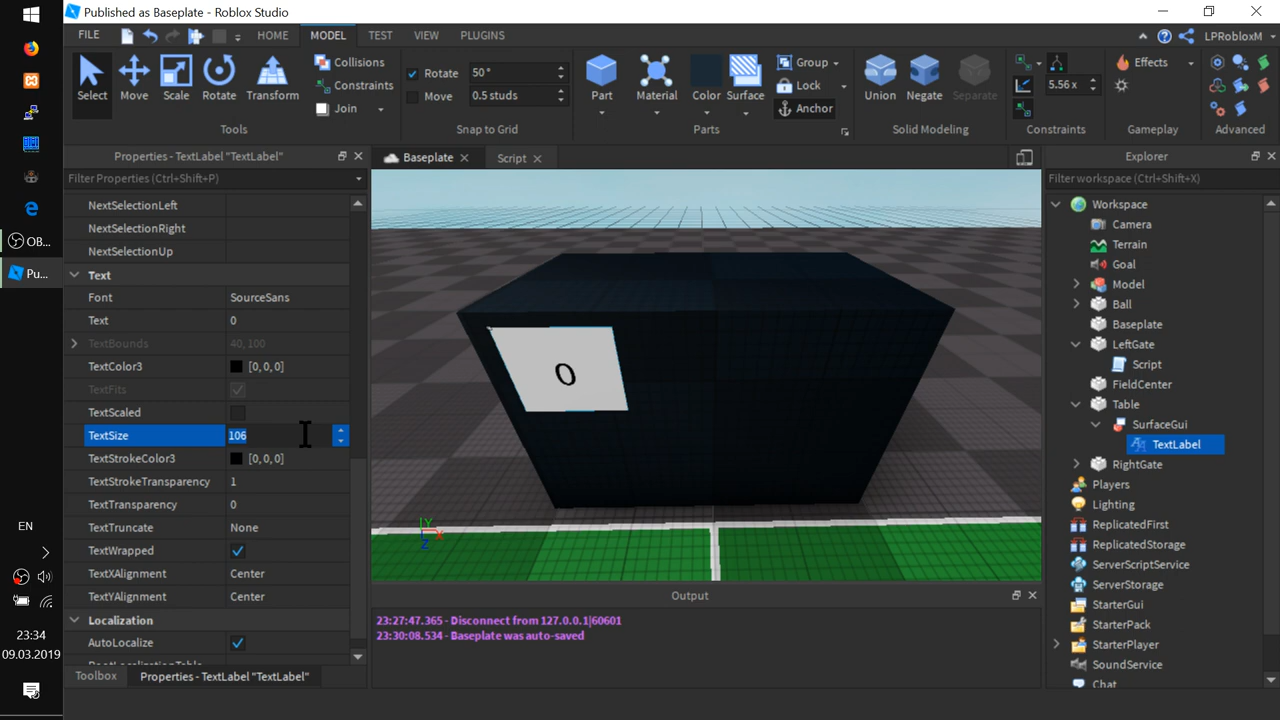 Published as Baseplate - Roblox Studio
FILE HOME MODEL TEST VIEW PLUGINS LPRobloxM
Select Move Scale Rotate Transform
Collisions
Constraints
Join
Tools
Rotate 50°
Move 0.5 studs
Snap to Grid
Part Material Color Surface
Group
Lock
Anchor
Parts
Union Negate Separate
Solid Modeling
5.56 x
Constraints
Effects
Gameplay
Advanced
Properties - TextLabel "TextLabel"
Filter Properties (Ctrl+Shift+P)
NextSelectionLeft
NextSelectionRight
NextSelectionUp
Text
Font SourceSans
Text 0
TextBounds 40, 100
TextColor3 [0,0,0]
TextFits
TextScaled
TextSize 106
TextStrokeColor3 [0,0,0]
TextStrokeTransparency 1
TextTransparency 0
TextTruncate None
TextWrapped
TextXAlignment Center
TextYAlignment Center
Localization
AutoLocalize
Toolbox Properties - TextLabel "TextLabel"
Baseplate Script
0
Y
X
Z
Output
23:27:47.365 - Disconnect from 127.0.0.1|60601
23:30:08.534 - Baseplate was auto-saved
Explorer
Filter workspace (Ctrl+Shift+X)
Workspace
Camera
Terrain
Goal
Model
Ball
Baseplate
LeftGate
Script
FieldCenter
Table
SurfaceGui
TextLabel
RightGate
Players
Lighting
ReplicatedFirst
ReplicatedStorage
ServerScriptService
ServerStorage
StarterGui
StarterPack
StarterPlayer
SoundService
Chat
OB...
Pu...
EN
23:34
09.03.2019